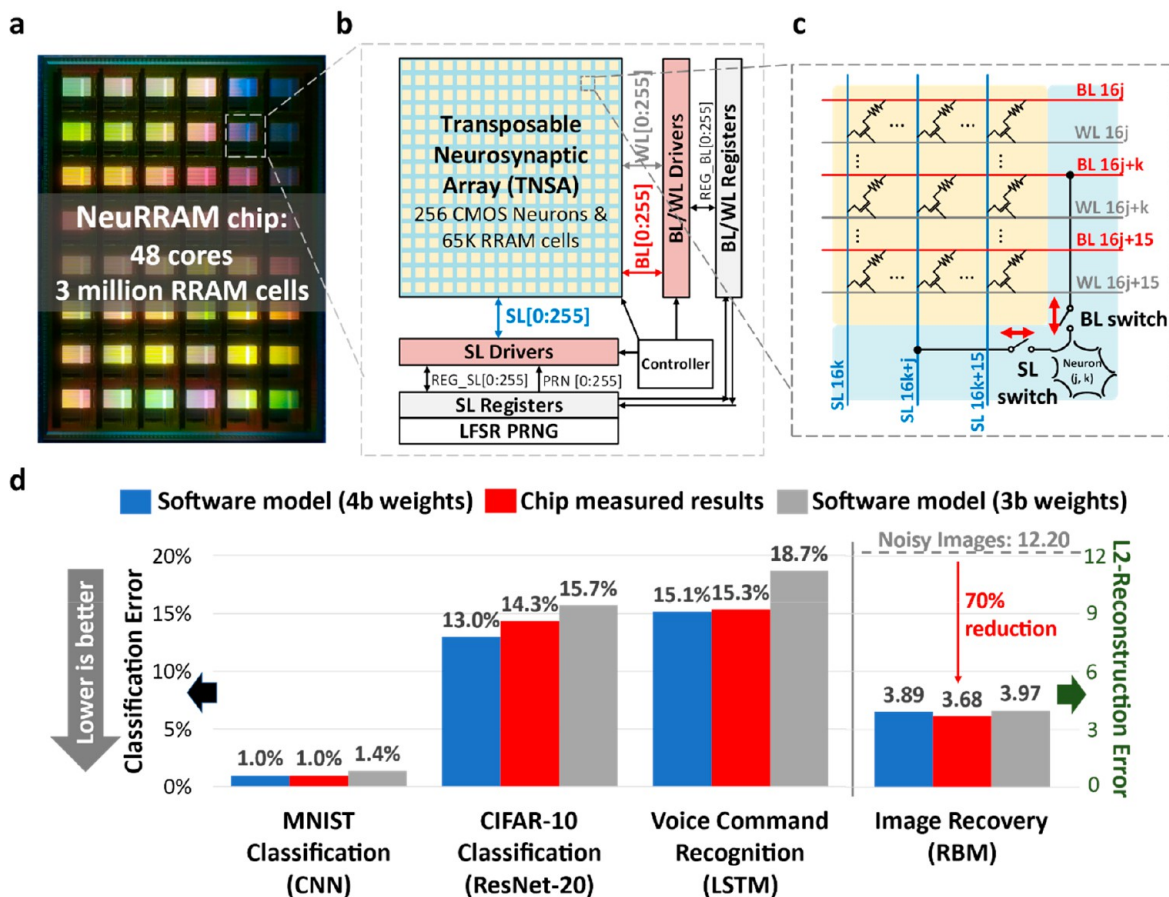 a
NeuRRAM chip:
48 cores
3 million RRAM cells
b
Transposable
Neurosynaptic
Array (TNSA)
256 CMOS Neurons &
65K RRAM cells
WL[0:255]
BL[0:255]
BL/WL Drivers
REG_BL[0:255]
BL/WL Registers
SL[0:255]
SL Drivers
Controller
REG_SL[0:255]
PRN [0:255]
SL Registers
LFSR PRNG
c
BL 16j
WL 16j
BL 16j+k
WL 16j+k
BL 16j+15
WL 16j+15
BL switch
SL
switch
Neuron
(j, k)
SL 16k
SL 16k+j
SL 16k+15
d
Software model (4b weights)
Chip measured results
Software model (3b weights)
Lower is better
Classification Error
20%
15%
10%
5%
0%
1.0%
1.0%
1.4%
13.0%
14.3%
15.7%
15.1%
15.3%
18.7%
Noisy Images: 12.20
70%
reduction
3.89
3.68
3.97
12
9
6
3
0
L2-Reconstruction Error
MNIST
Classification
(CNN)
CIFAR-10
Classification
(ResNet-20)
Voice Command
Recognition
(LSTM)
Image Recovery
(RBM)